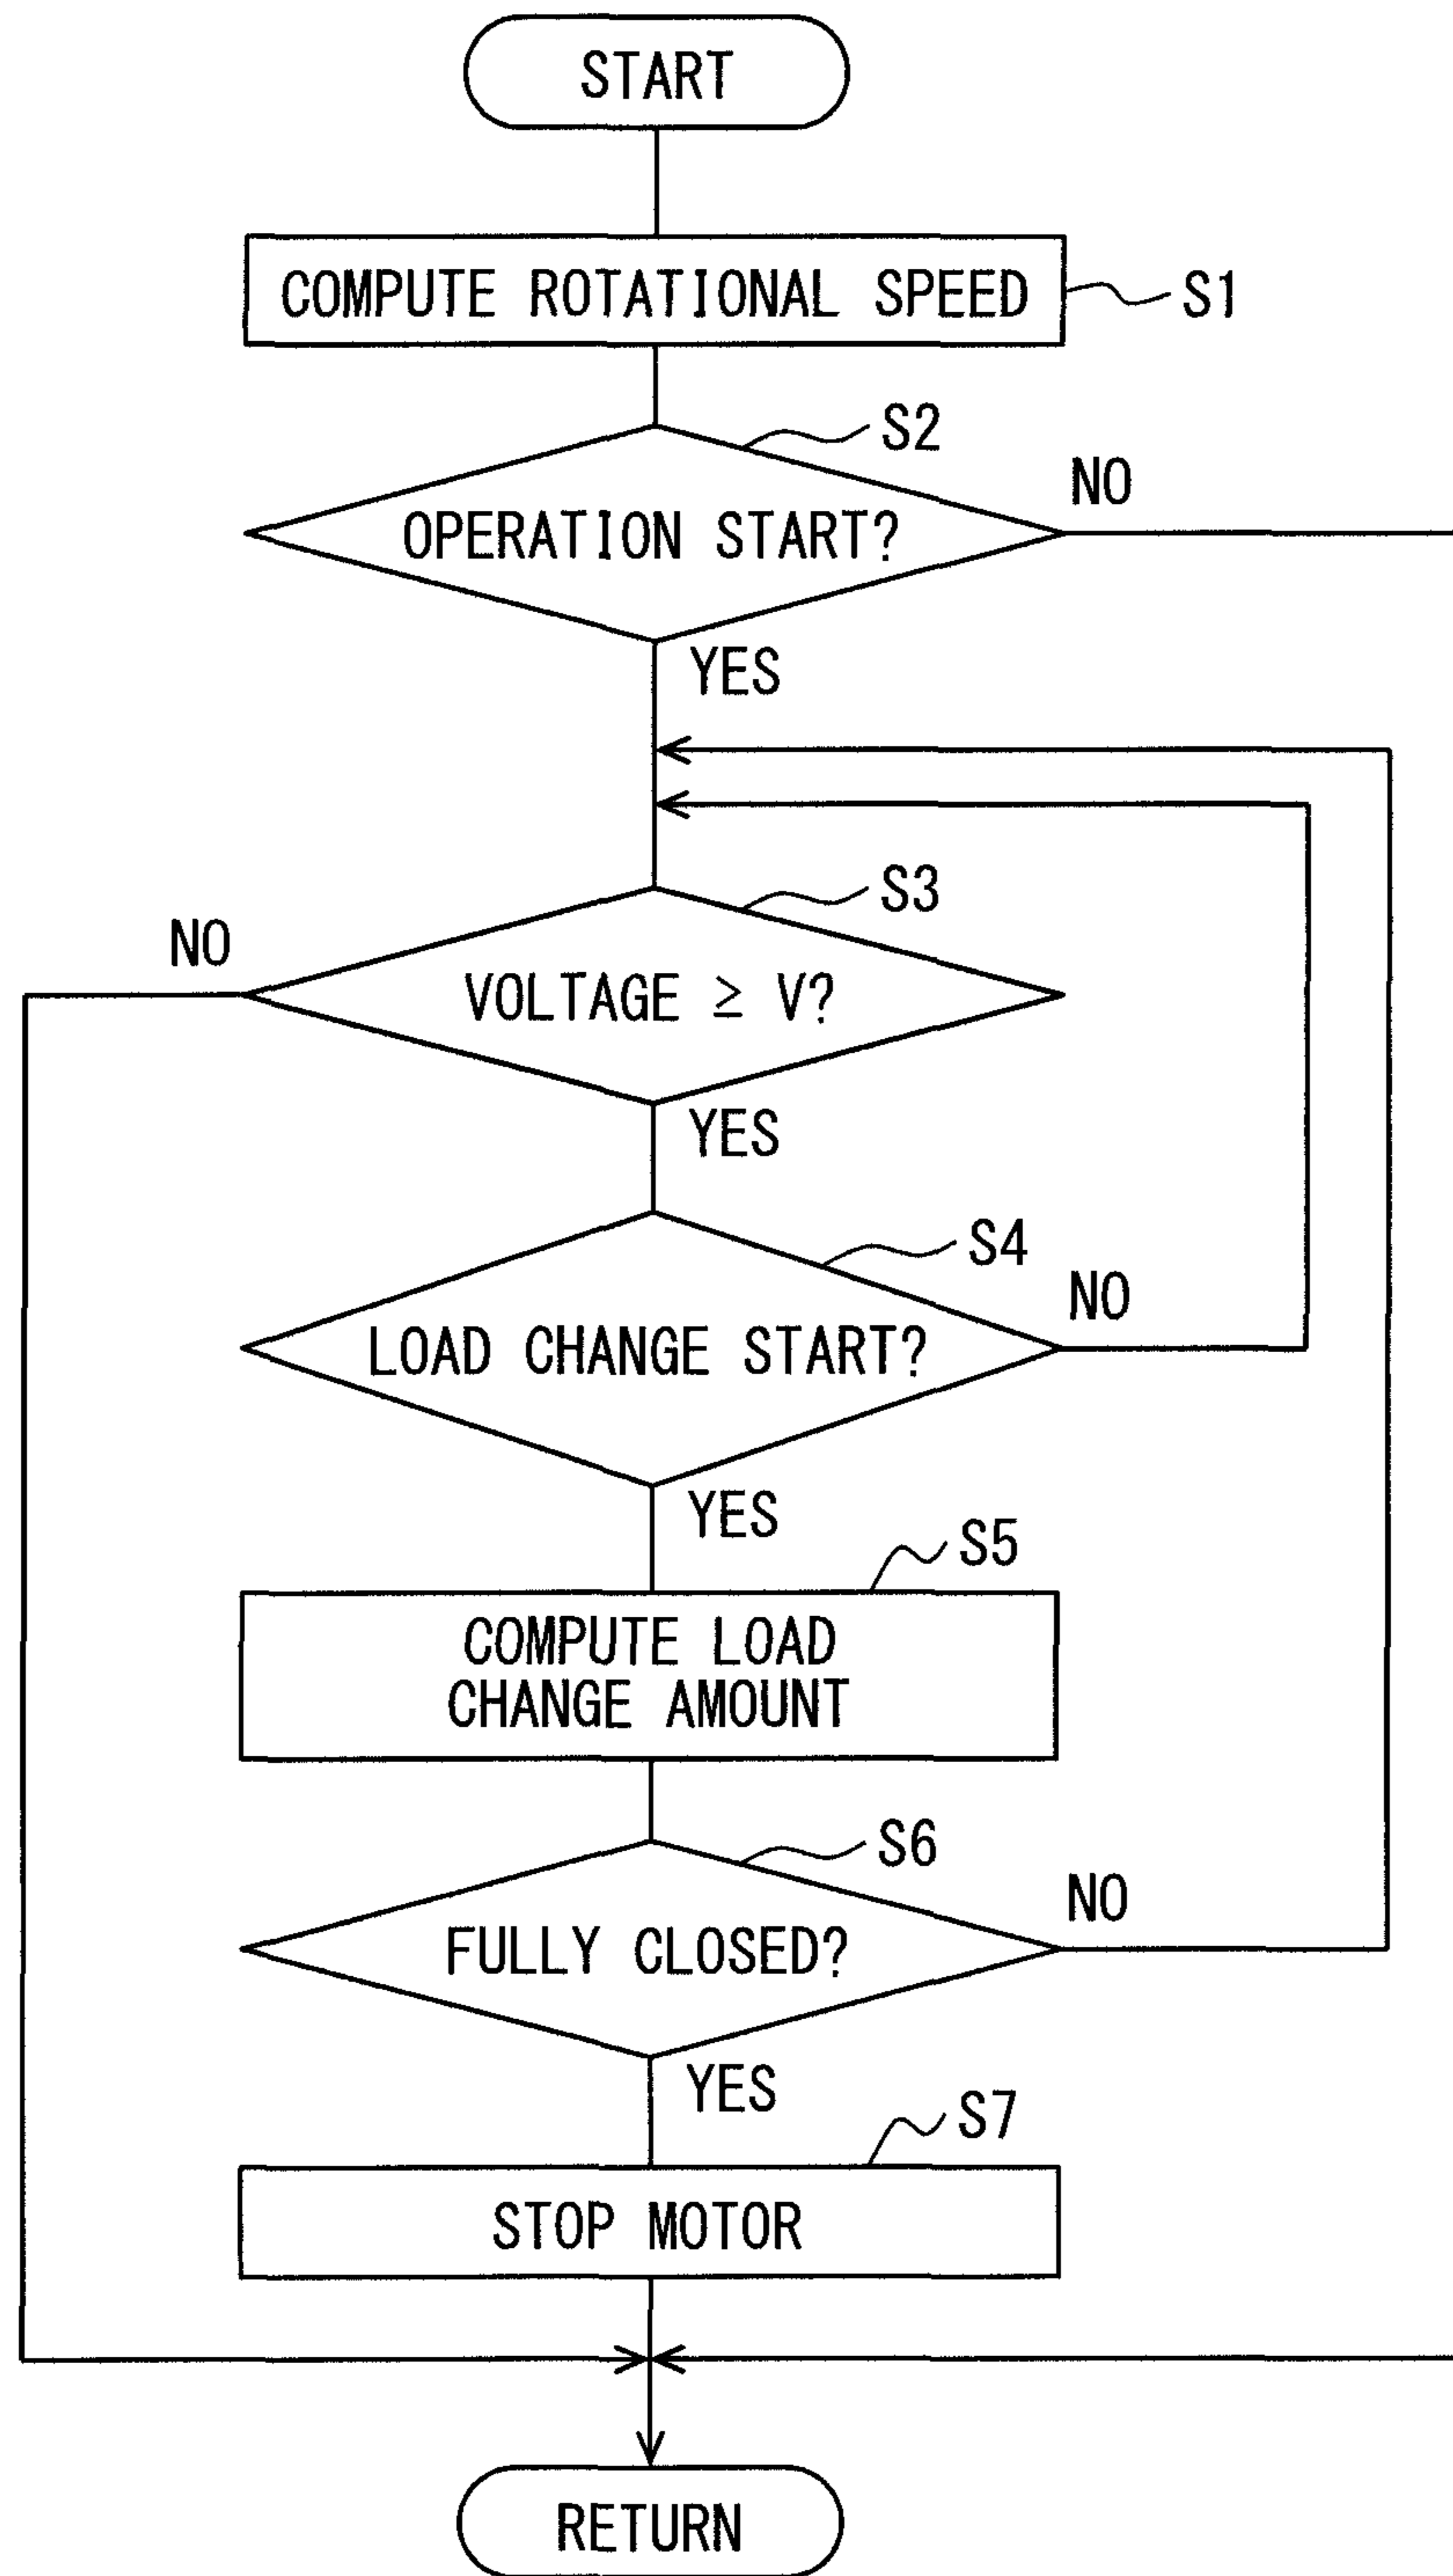 START
COMPUTE ROTATIONAL SPEED
S1
S2
OPERATION START?
NO
YES
S3
NO
VOLTAGE ≥ V?
YES
S4
LOAD CHANGE START?
NO
YES
S5
COMPUTE LOAD
CHANGE AMOUNT
S6
FULLY CLOSED?
NO
YES
S7
STOP MOTOR
RETURN